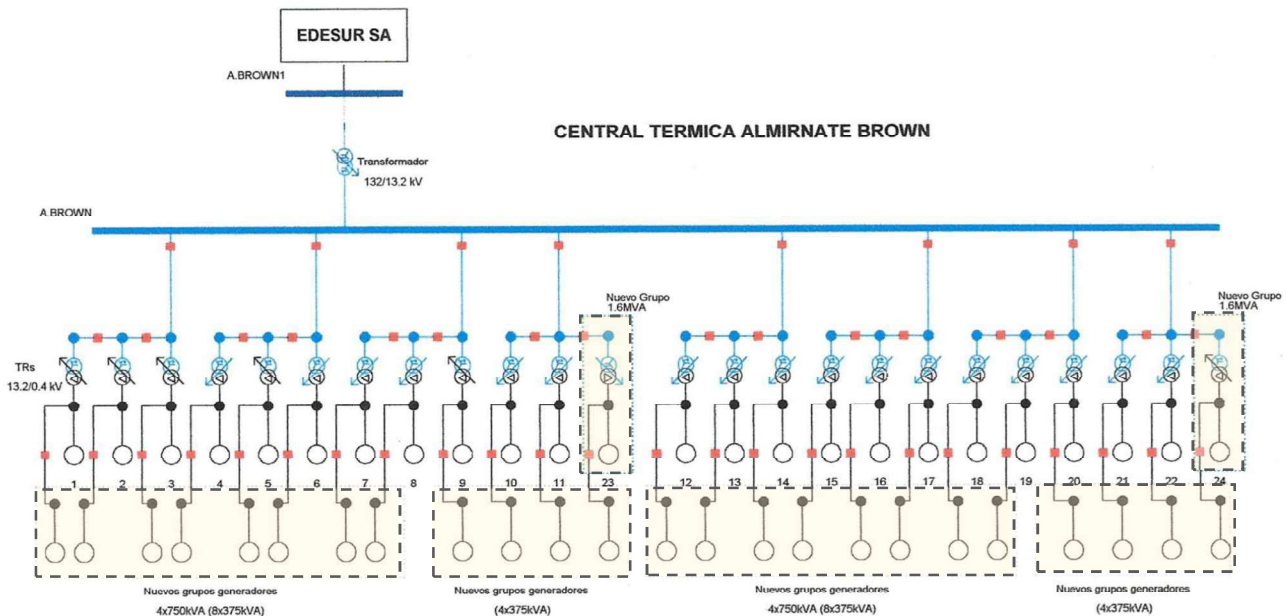 EDESUR SA
A.BROWN1
CENTRAL TERMICA ALMIRNATE BROWN
Transformador
132/13.2 kV
A.BROWN
Nuevo Grupo
1.6MVA
Nuevo Grupo
1.6MVA
TRs
13.2/0.4 kV
1 2 3 4 5 6 7 8 9 10 11 23 12 13 14 15 16 17 18 19 20 21 22 24
Nuevos grupos generadores
4x750kVA (8x375kVA)
Nuevos grupos generadores
(4x375kVA)
Nuevos grupos generadores
4x750kVA (8x375kVA)
Nuevos grupos generadores
(4x375kVA)